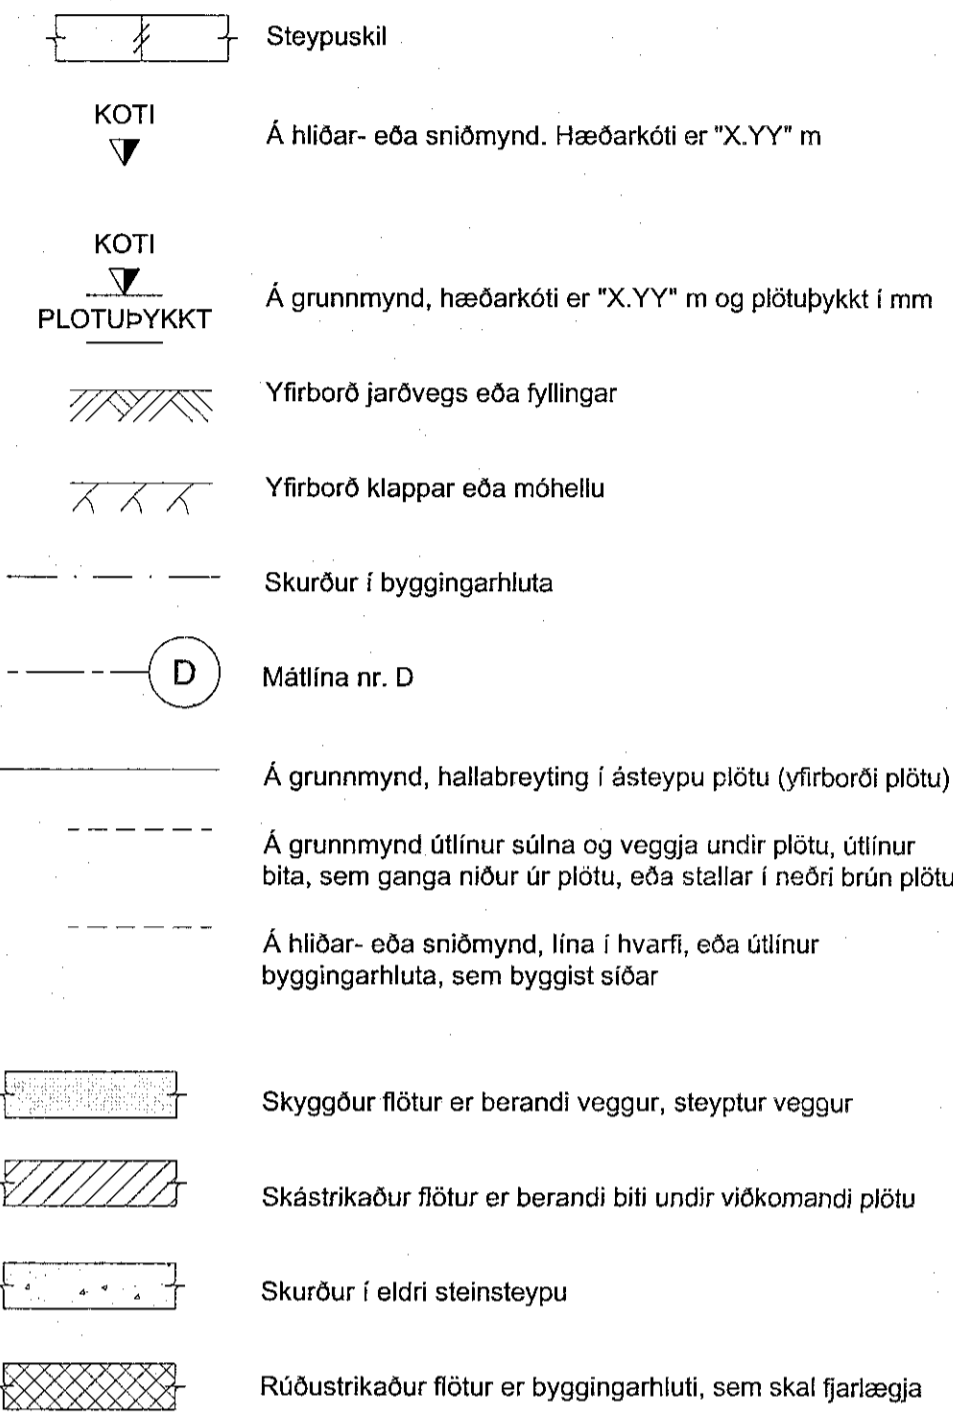 Steypuskil
KOTI
Á hliðar- eða sniðmynd. Hæðarkóti er "X.YY" m
KOTI
Á grunnmynd, hæðarkóti er "X.YY" m og plötuþykkt í mm
PLOTUÞYKKT
Yfirborð jarðvegs eða fyllingar
Yfirborð klappar eða móhellu
Skurður í byggingarhluta
D
Mátlína nr. D
Á grunnmynd, hallabreyting í ásteypu plötu (yfirborði plötu)
Á grunnmynd útlínur súlna og veggja undir plötu, útlínur
bita, sem ganga niður úr plötu, eða stallar í neðri brún plötu
Á hliðar- eða sniðmynd, lína í hvarfi, eða útlínur
byggingarhluta, sem byggist síðar
Skyggður flötur er berandi veggur, steyptur veggur
Skástrikaður flötur er berandi biti undir viðkomandi plötu
Skurður í eldri steinsteypu
Rúðustrikaður flötur er byggingarhluti, sem skal fjarlægja